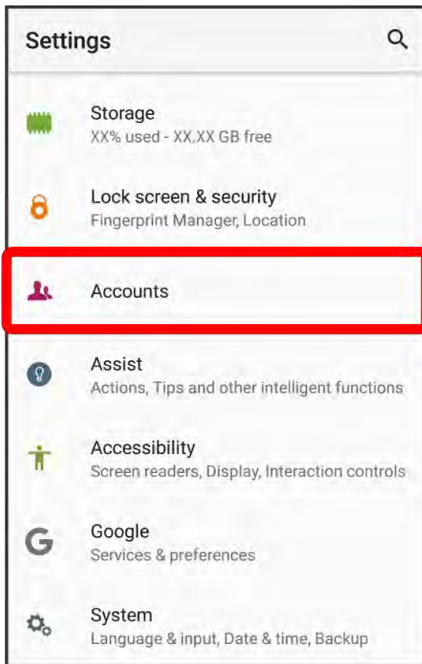 Settings
Storage
XX% used - XX.XX GB free
Lock screen & security
Fingerprint Manager, Location
Accounts
Assist
Actions, Tips and other intelligent functions
Accessibility
Screen readers, Display, Interaction controls
Google
Services & preferences
System
Language & input, Date & time, Backup